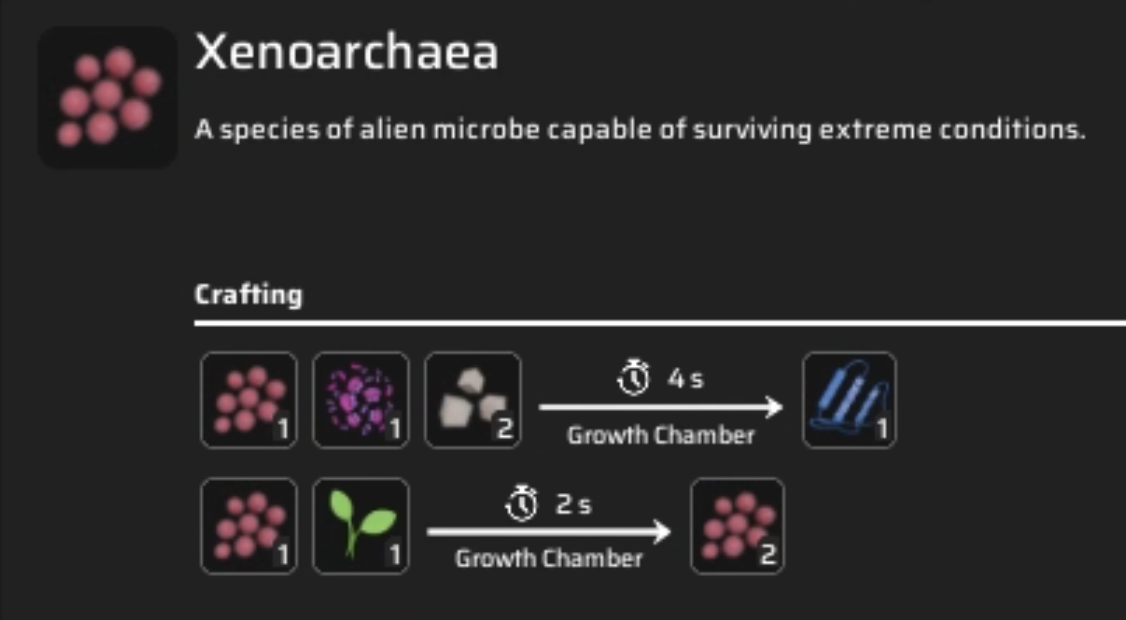 Xenoarchaea
A species of alien microbe capable of surviving extreme conditions.
Crafting
1 1 2 4 s 1
Growth Chamber
1 1 2 s 2
Growth Chamber